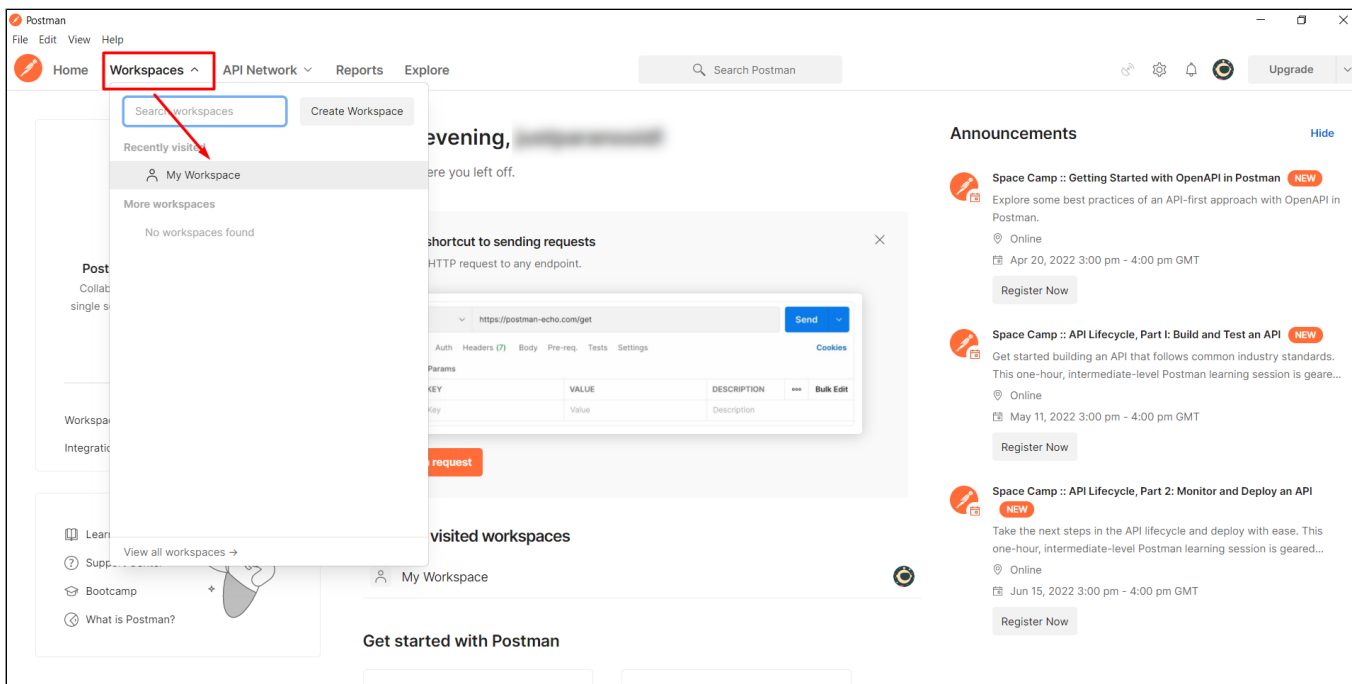 Postman
File Edit View Help
Home Workspaces API Network Reports Explore Search Postman Upgrade
Search workspaces Create Workspace
Recently visited
My Workspace
More workspaces
No workspaces found
View all workspaces →
evening,
ere you left off.
shortcut to sending requests
HTTP request to any endpoint.
https://postman-echo.com/get Send
Auth Headers (7) Body Pre-req. Tests Settings Cookies
Params
KEY VALUE DESCRIPTION ooo Bulk Edit
Key Value Description
request
visited workspaces
My Workspace
Get started with Postman
Post
Collab
single s
Workspa
Integratic
Lear
Support Center
Bootcamp
What is Postman?
Announcements Hide
Space Camp :: Getting Started with OpenAPI in Postman NEW
Explore some best practices of an API-first approach with OpenAPI in
Postman.
Online
Apr 20, 2022 3:00 pm - 4:00 pm GMT
Register Now
Space Camp :: API Lifecycle, Part I: Build and Test an API NEW
Get started building an API that follows common industry standards.
This one-hour, intermediate-level Postman learning session is geare...
Online
May 11, 2022 3:00 pm - 4:00 pm GMT
Register Now
Space Camp :: API Lifecycle, Part 2: Monitor and Deploy an API
NEW
Take the next steps in the API lifecycle and deploy with ease. This
one-hour, intermediate-level Postman learning session is geared...
Online
Jun 15, 2022 3:00 pm - 4:00 pm GMT
Register Now